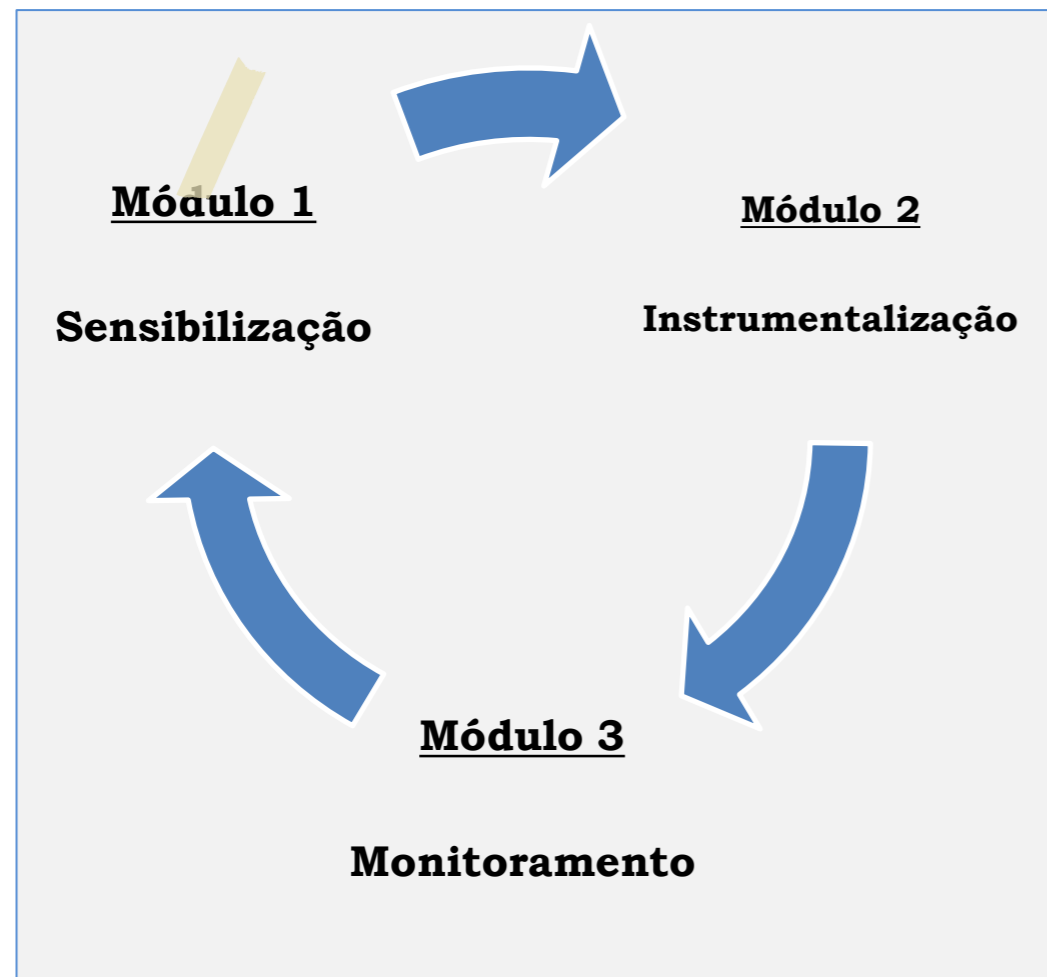 Módulo 1
Sensibilização
Módulo 2
Instrumentalização
Módulo 3
Monitoramento